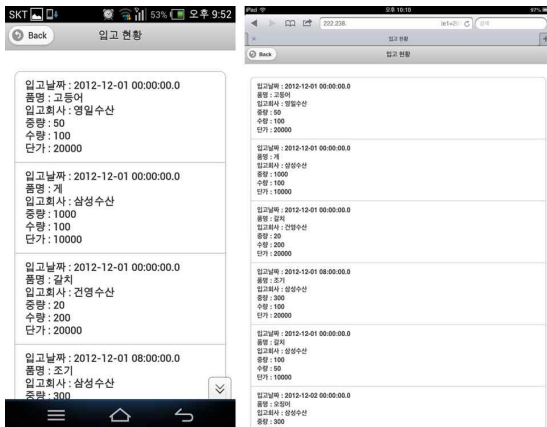 SKT 53% 오후 9:52
Back 입고 현황
입고날짜 : 2012-12-01 00:00:00.0
품명 : 고등어
입고회사 : 영일수산
중량 : 50
수량 : 100
단가 : 20000
입고날짜 : 2012-12-01 00:00:00.0
품명 : 게
입고회사 : 삼성수산
중량 : 1000
수량 : 100
단가 : 10000
입고날짜 : 2012-12-01 00:00:00.0
품명 : 갈치
입고회사 : 건영수산
중량 : 20
수량 : 200
단가 : 20000
입고날짜 : 2012-12-01 08:00:00.0
품명 : 조기
입고회사 : 삼성수산
중량 : 300
iPad 오후 10:10 97%
222.238.
입고 현황
Back 입고 현황
입고날짜 : 2012-12-01 00:00:00.0
품명 : 고등어
입고회사 : 영일수산
중량 : 50
수량 : 100
단가 : 20000
입고날짜 : 2012-12-01 00:00:00.0
품명 : 게
입고회사 : 삼성수산
중량 : 1000
수량 : 100
단가 : 10000
입고날짜 : 2012-12-01 00:00:00.0
품명 : 갈치
입고회사 : 건영수산
중량 : 20
수량 : 200
단가 : 20000
입고날짜 : 2012-12-01 08:00:00.0
품명 : 조기
입고회사 : 삼성수산
중량 : 300
수량 : 100
단가 : 20000
입고날짜 : 2012-12-01 00:00:00.0
품명 : 갈치
입고회사 : 삼성수산
중량 : 100
수량 : 50
단가 : 10000
입고날짜 : 2012-12-02 00:00:00.0
품명 : 오징어
입고회사 : 삼성수산
중량 : 300